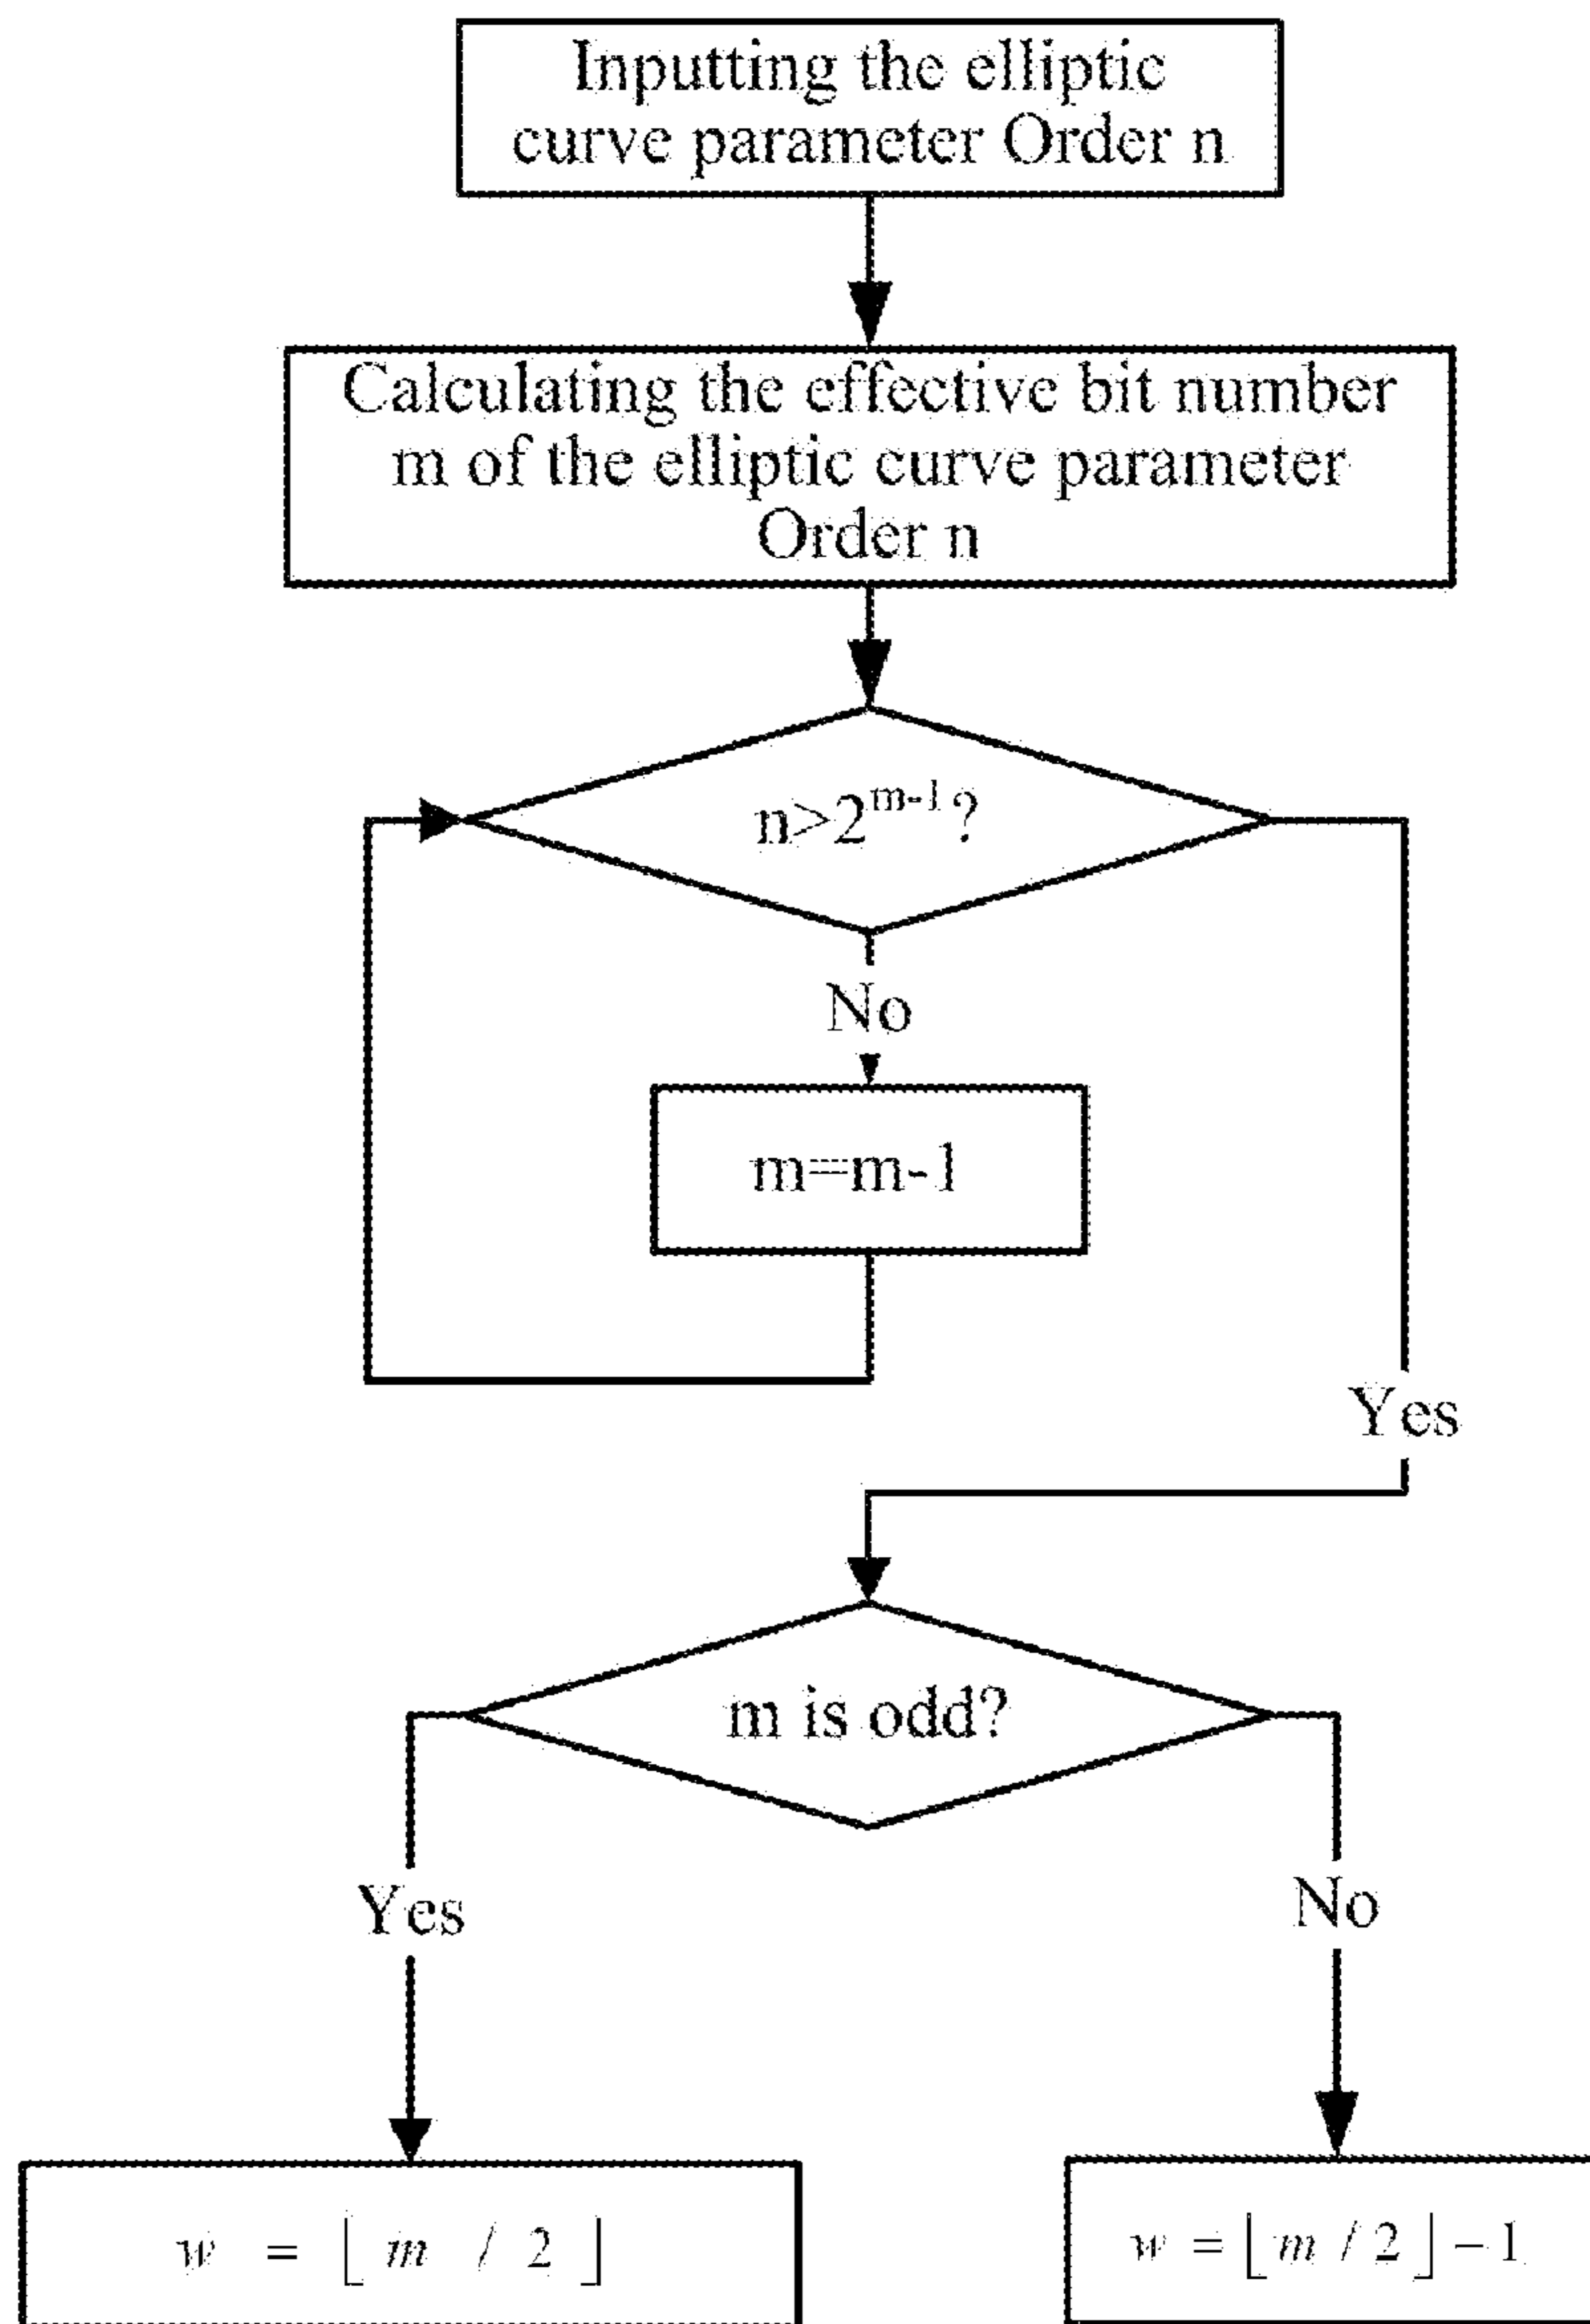 Inputting the elliptic
curve parameter Order n
Calculating the effective bit number
m of the elliptic curve parameter
Order n
n>2^{m-1}?
No
m=m-1
Yes
m is odd?
Yes
No
w = ⌊ m / 2 ⌋
w = ⌊ m / 2 ⌋ − 1